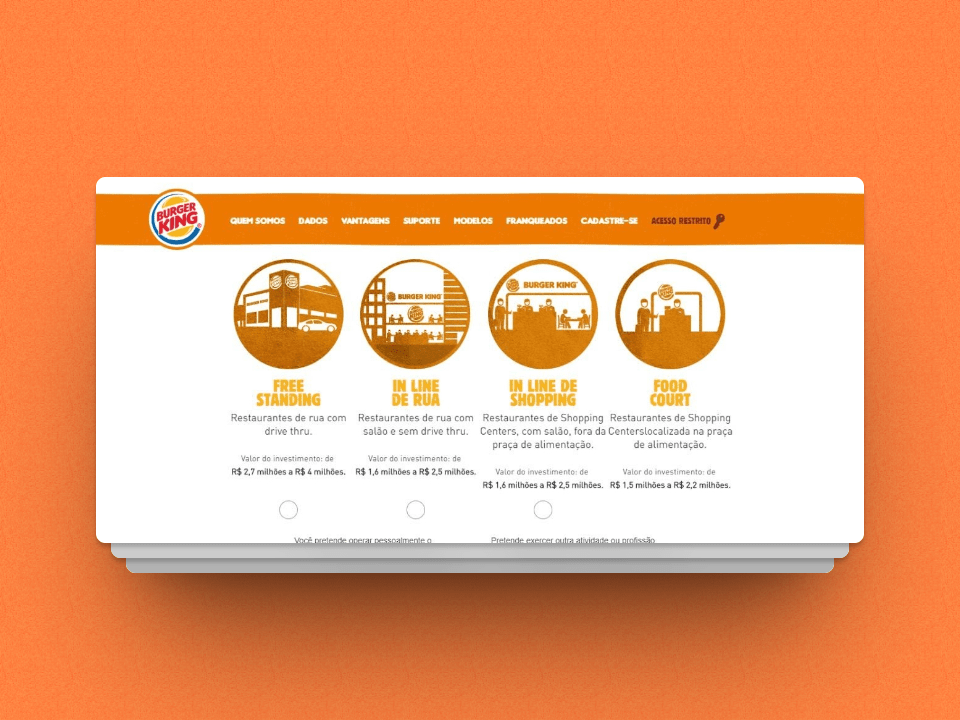 BURGER
KING
QUEM SOMOS DADOS VANTAGENS SUPORTE MODELOS FRANQUEADOS CADASTRE-SE ACESSO RESTRITO
BURGER KING
BURGER KING
FREE
STANDING
Restaurantes de rua com
drive thru.
Valor do investimento: de
R$ 2,7 milhões a R$ 4 milhões.
IN LINE
DE RUA
Restaurantes de rua com
salão e sem drive thru.
Valor do investimento: de
R$ 1,6 milhões a R$ 2,5 milhões.
IN LINE DE
SHOPPING
Restaurantes de Shopping
Centers, com salão, fora da
praça de alimentação.
Valor do investimento: de
R$ 1,6 milhões a R$ 2,5 milhões.
FOOD
COURT
Restaurantes de Shopping
Centerslocalizada na praça
de alimentação.
Valor do investimento: de
R$ 1,5 milhões a R$ 2,2 milhões.
Você pretende operar pessoalmente o
Pretende exercer outra atividade ou profissão